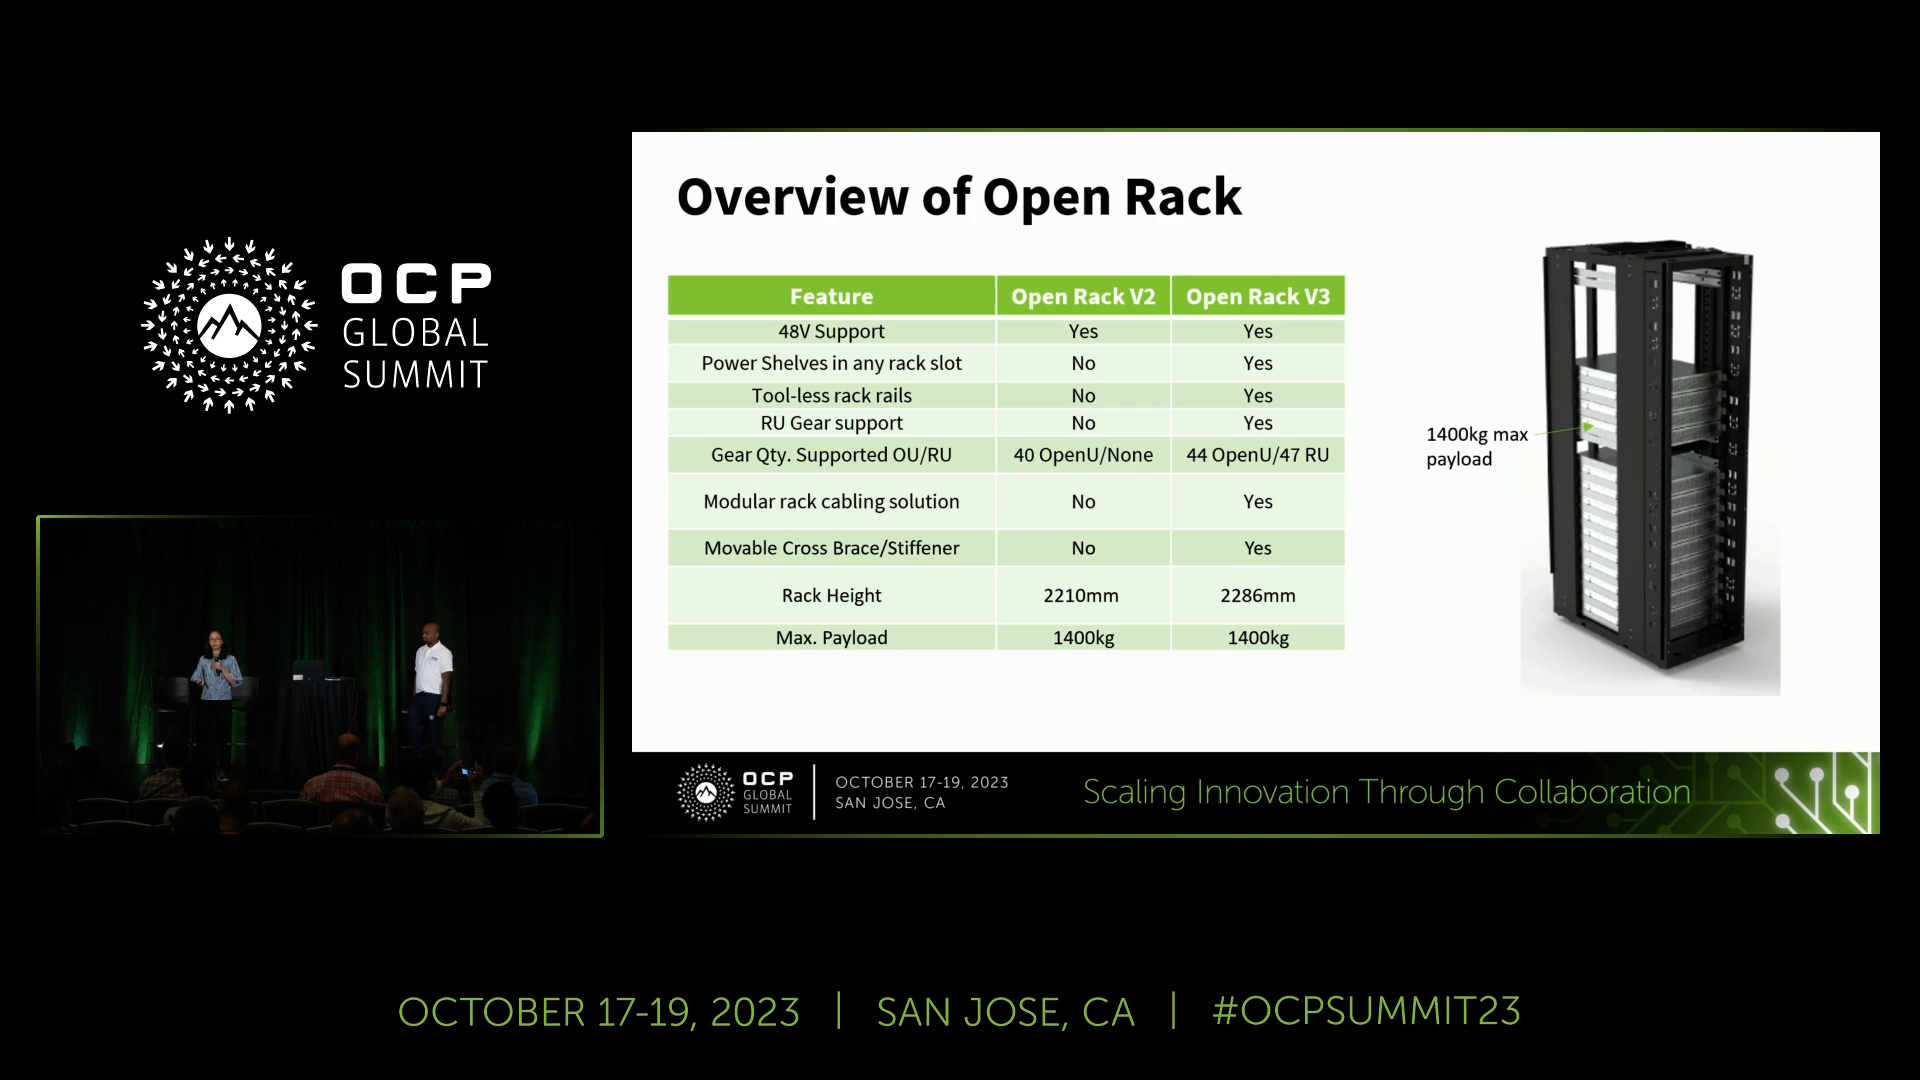 OCP
GLOBAL
SUMMIT
Overview of Open Rack
Feature Open Rack V2 Open Rack V3
48V Support Yes Yes
Power Shelves in any rack slot No Yes
Tool-less rack rails No Yes
RU Gear support No Yes
Gear Qty. Supported OU/RU 40 OpenU/None 44 OpenU/47 RU
Modular rack cabling solution No Yes
Movable Cross Brace/Stiffener No Yes
Rack Height 2210mm 2286mm
Max. Payload 1400kg 1400kg
1400kg max
payload
OCP
GLOBAL
SUMMIT
OCTOBER 17-19, 2023
SAN JOSE, CA
Scaling Innovation Through Collaboration
OCTOBER 17-19, 2023 | SAN JOSE, CA | #OCPSUMMIT23